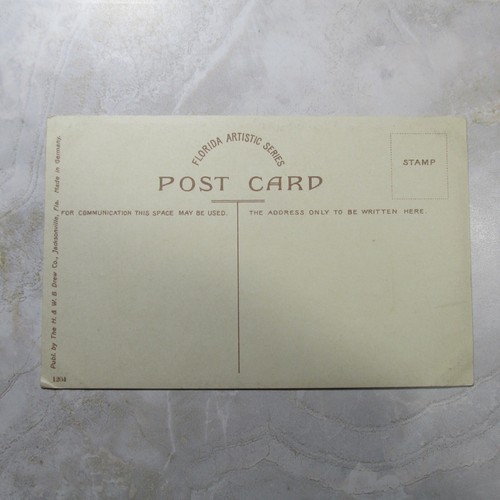 FLORIDA ARTISTIC SERIES
POST CARD
STAMP
FOR COMMUNICATION THIS SPACE MAY BE USED.
THE ADDRESS ONLY TO BE WRITTEN HERE.
Publ. by The H. & W. B. Drew Co., Jacksonville, Fla. Made in Germany.
1204